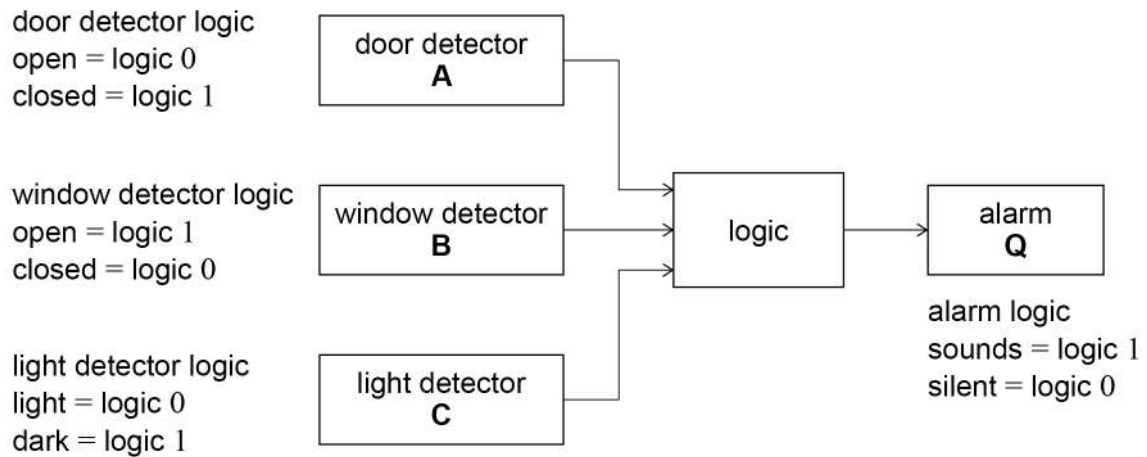 door detector logic
open = logic 0
closed = logic 1
door detector
A
window detector logic
open = logic 1
closed = logic 0
window detector
B
logic
alarm
Q
alarm logic
sounds = logic 1
silent = logic 0
light detector logic
light = logic 0
dark = logic 1
light detector
C